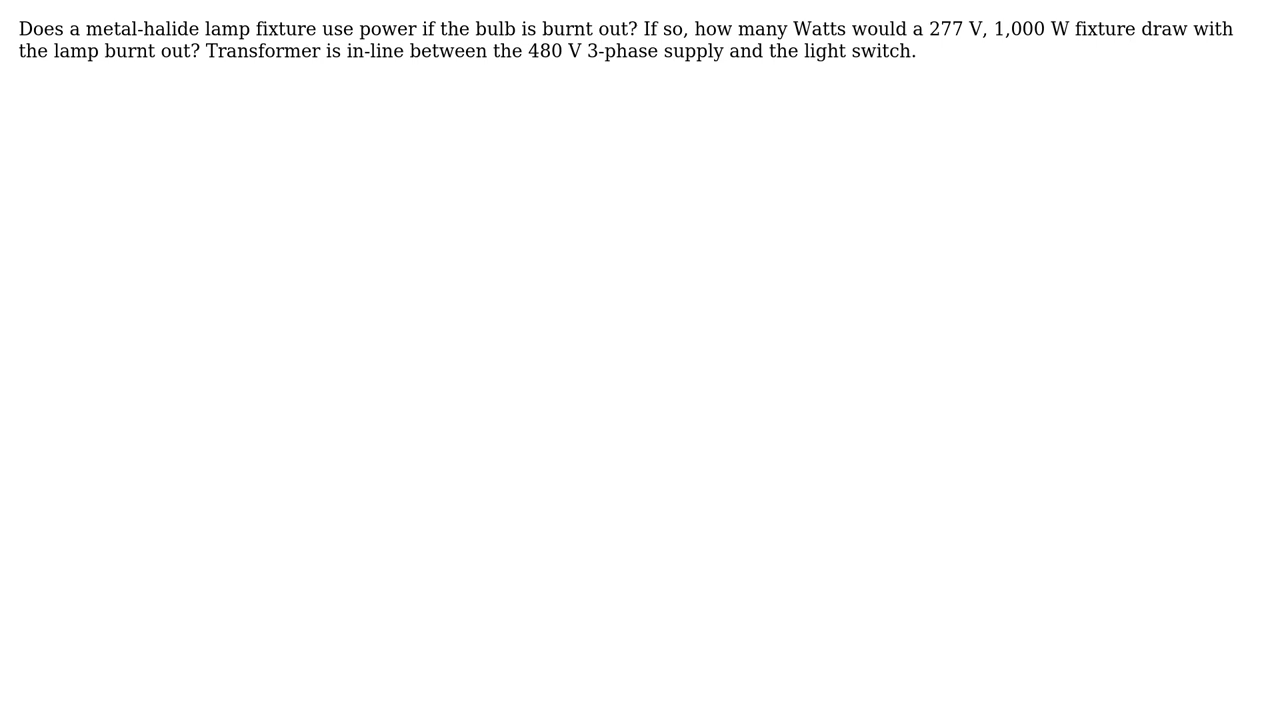 Does a metal-halide lamp fixture use power if the bulb is burnt out? If so, how many Watts would a 277 V, 1,000 W fixture draw with
the lamp burnt out? Transformer is in-line between the 480 V 3-phase supply and the light switch.